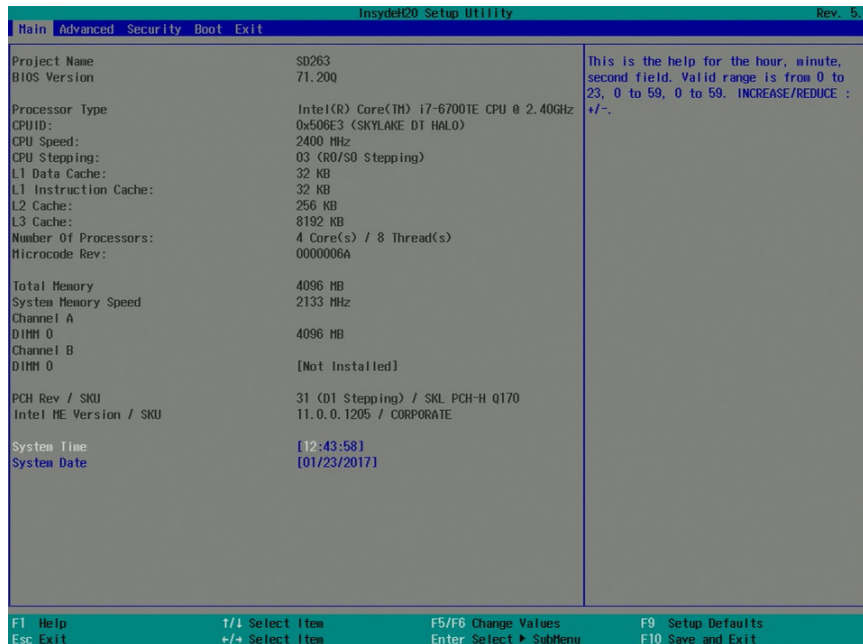 InsydeH20 Setup Utility Rev. 5.
Main Advanced Security Boot Exit
Project Name SD263
BIOS Version 71.20Q
Processor Type Intel(R) Core(TM) i7-6700TE CPU @ 2.40GHz
CPUID: 0x506E3 (SKYLAKE DT HALO)
CPU Speed: 2400 MHz
CPU Stepping: 03 (R0/S0 Stepping)
L1 Data Cache: 32 KB
L1 Instruction Cache: 32 KB
L2 Cache: 256 KB
L3 Cache: 8192 KB
Number Of Processors: 4 Core(s) / 8 Thread(s)
Microcode Rev: 0000006A
Total Memory 4096 MB
System Memory Speed 2133 MHz
Channel A
DIMM 0 4096 MB
Channel B
DIMM 0 [Not Installed]
PCH Rev / SKU 31 (D1 Stepping) / SKL PCH-H Q170
Intel ME Version / SKU 11.0.0.1205 / CORPORATE
System Time [12:43:58]
System Date [01/23/2017]
This is the help for the hour, minute,
second field. Valid range is from 0 to
23, 0 to 59, 0 to 59. INCREASE/REDUCE :
+/-.
F1 Help ↑/↓ Select Item F5/F6 Change Values F9 Setup Defaults
Esc Exit ←/→ Select Item Enter Select ▶ SubMenu F10 Save and Exit